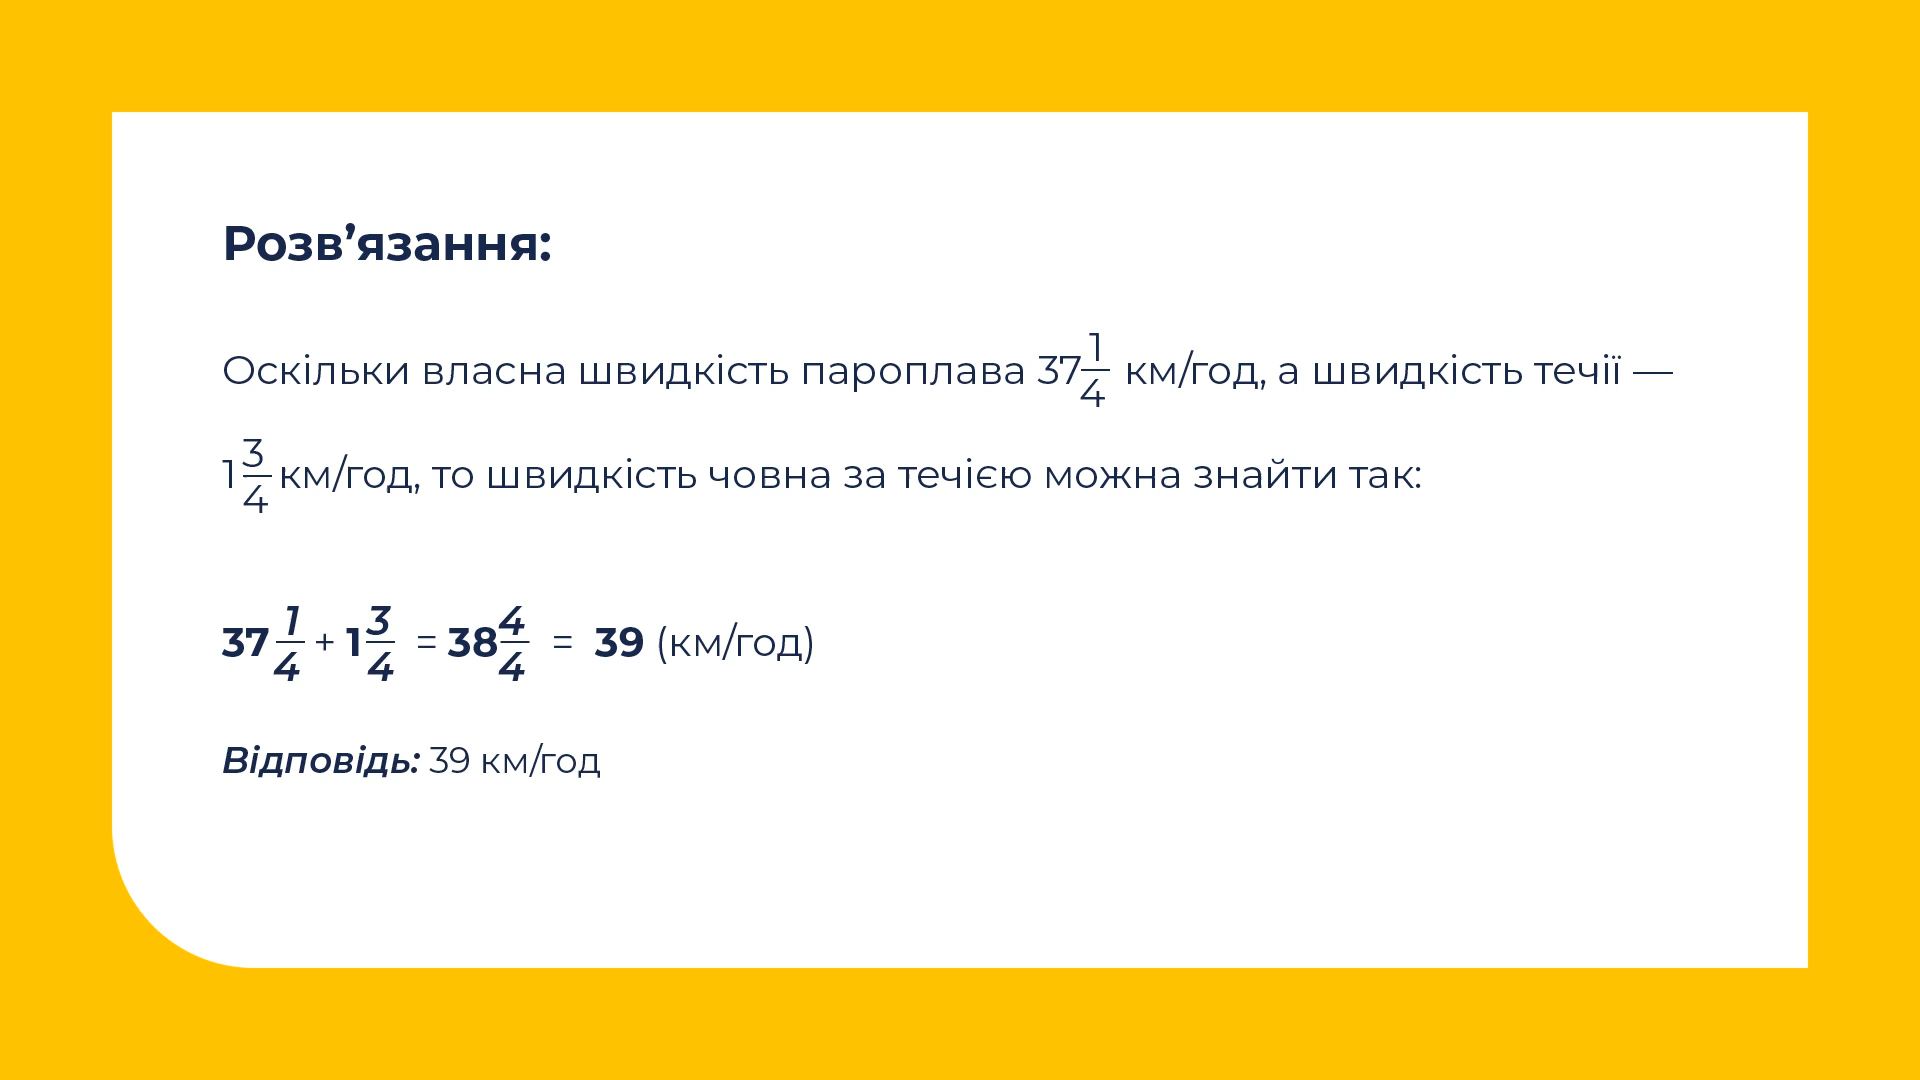 Розв’язання:
Оскільки власна швидкість пароплава 37 1/4 км/год, а швидкість течії —
1 3/4 км/год, то швидкість човна за течією можна знайти так:
37 1/4 + 1 3/4 = 38 4/4 = 39 (км/год)
Відповідь: 39 км/год